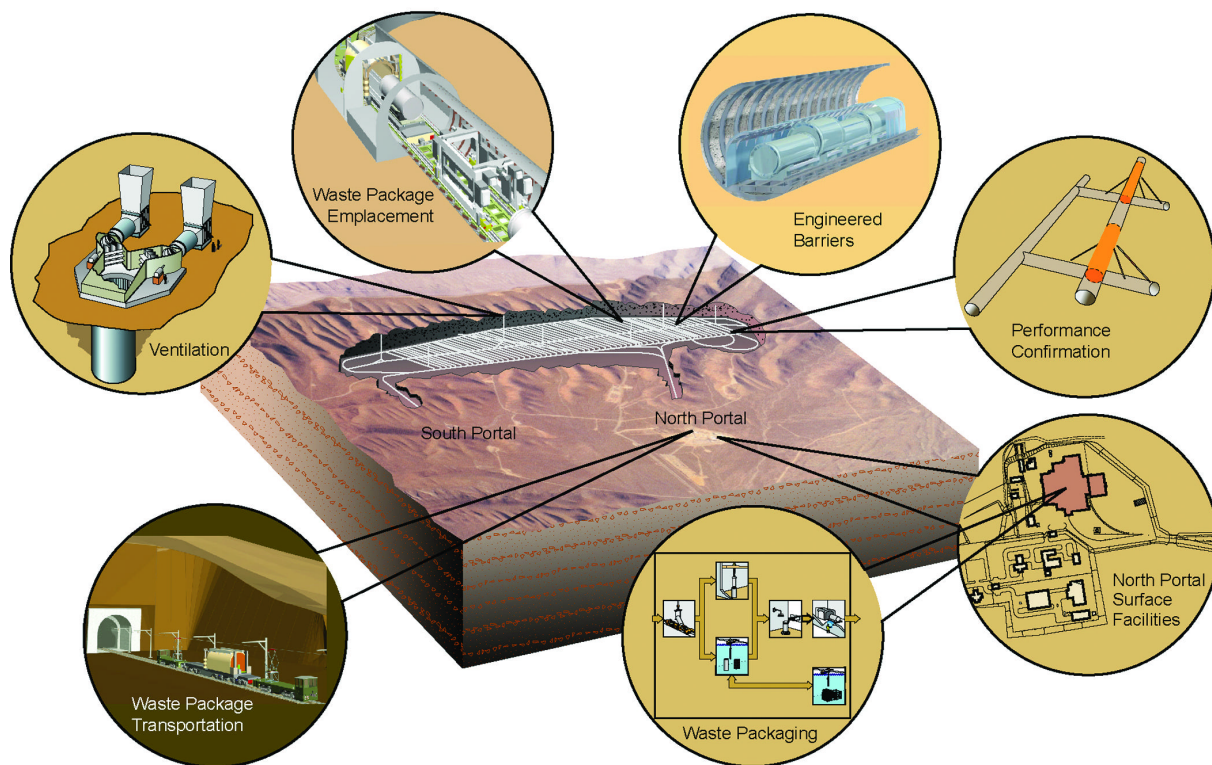 Waste Package
Emplacement
Engineered
Barriers
Ventilation
Performance
Confirmation
South Portal
North Portal
North Portal
Surface
Facilities
Waste Package
Transportation
Waste Packaging